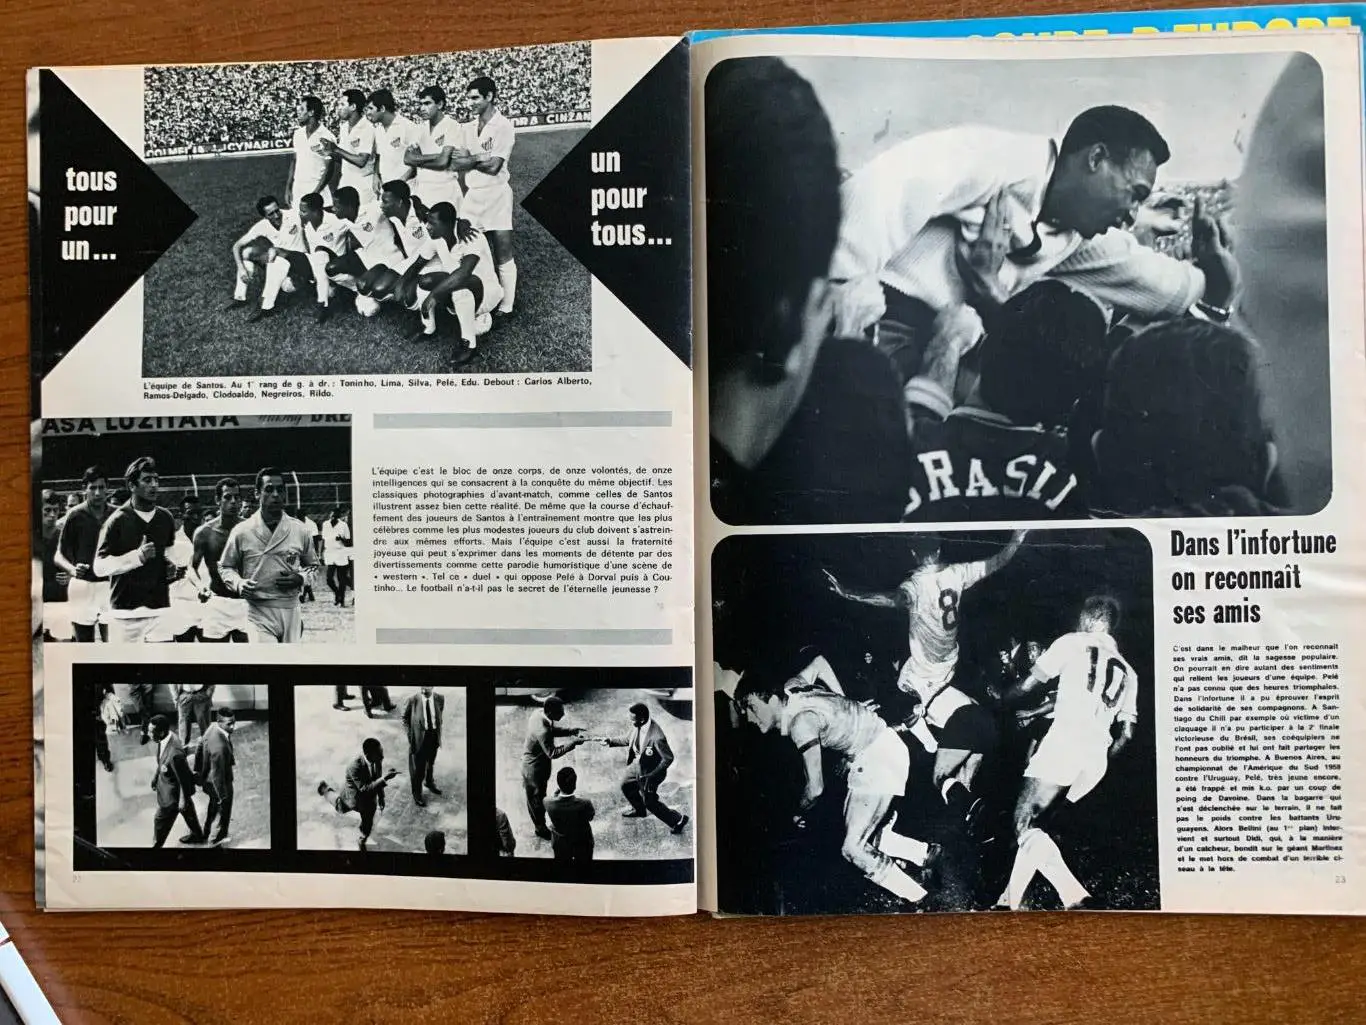 tous
pour
un...
un
pour
tous...
COLMEIA
CYNAR
CINZAN
L'équipe de Santos. Au 1er rang de g. à dr. : Toninho, Lima, Silva, Pelé, Edu. Debout : Carlos Alberto,
Ramos-Delgado, Clodoaldo, Negreiros, Rildo.
ASA LUZITANA
L'équipe c'est le bloc de onze corps, de onze volontés, de onze
intelligences qui se consacrent à la conquête du même objectif. Les
classiques photographies d'avant-match, comme celles de Santos
illustrent assez bien cette réalité. De même que la course d'échauf-
fement des joueurs de Santos à l'entraînement montre que les plus
célèbres comme les plus modestes joueurs du club doivent s'astrein-
dre aux mêmes efforts. Mais l'équipe c'est aussi la fraternité
joyeuse qui peut s'exprimer dans les moments de détente par des
divertissements comme cette parodie humoristique d'une scène de
« western ». Tel ce « duel » qui oppose Pelé à Dorval puis à Cou-
tinho... Le football n'a-t-il pas le secret de l'éternelle jeunesse ?
22
COUPE D'EUROPE
BRASIL
8
10
Dans l'infortune
on reconnaît
ses amis
C'est dans le malheur que l'on reconnaît
ses vrais amis, dit la sagesse populaire.
On pourrait en dire autant des sentiments
qui relient les joueurs d'une équipe. Pelé
n'a pas connu que des heures triomphales.
Dans l'infortune il a pu éprouver l'esprit
de solidarité de ses compagnons. A San-
tiago du Chili par exemple où victime d'un
claquage il n'a pu participer à la 2e finale
victorieuse du Brésil, ses coéquipiers ne
l'ont pas oublié et lui ont fait partager les
honneurs du triomphe. A Buenos Aires, au
championnat de l'Amérique du Sud 1959
contre l'Uruguay, Pelé, très jeune encore,
a été frappé et mis k.o. par un coup de
poing de Davoine. Dans la bagarre qui
s'est déclenchée sur le terrain, il ne fait
pas le poids contre les battants Uru-
guayens. Alors Bellini (au 1er plan) inter-
vient et surtout Didi, qui, à la manière
d'un catcheur, bondit sur le géant Martinez
et le met hors de combat d'un terrible ci-
seau à la tête.
23